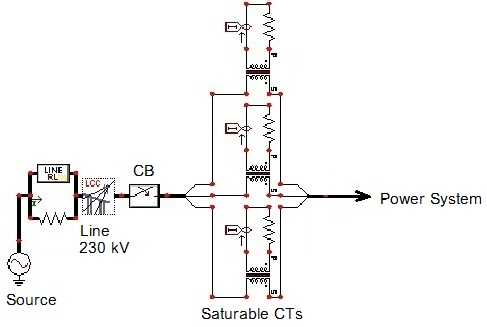 P
S
I
P
S
I
P
S
I
LINE
RL
I
LCC
CB
Power System
Line
230 kV
Source
Saturable CTs